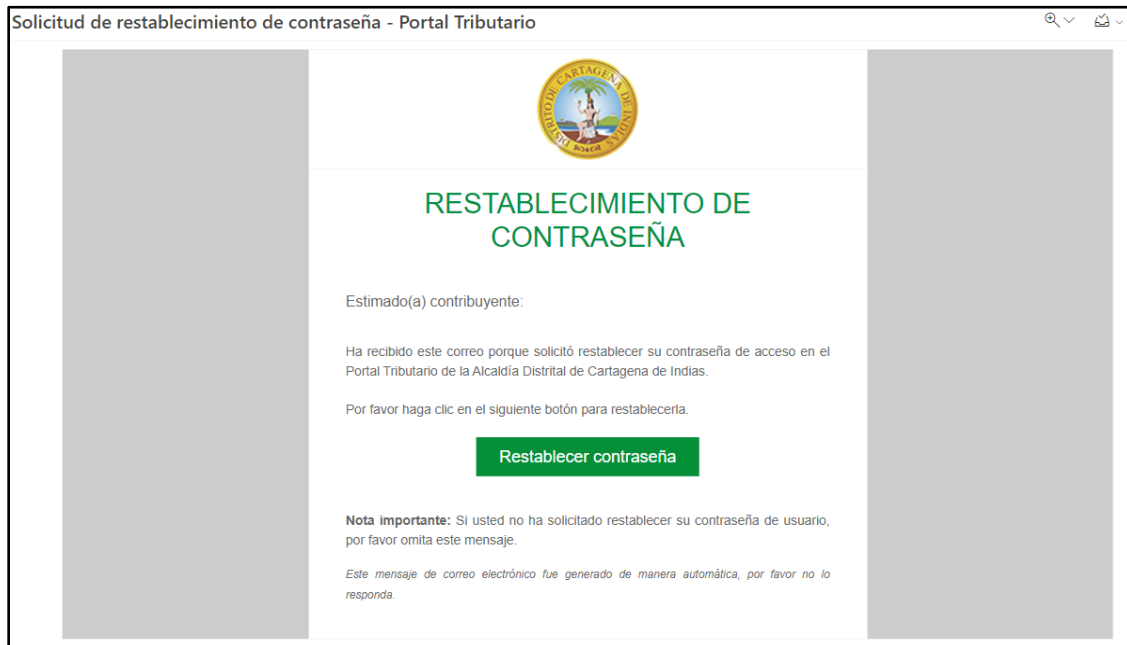 Solicitud de restablecimiento de contraseña - Portal Tributario
DISTRITO DE CARTAGENA DE INDIAS
RESTABLECIMIENTO DE
CONTRASEÑA
Estimado(a) contribuyente:
Ha recibido este correo porque solicitó restablecer su contraseña de acceso en el
Portal Tributario de la Alcaldía Distrital de Cartagena de Indias.
Por favor haga clic en el siguiente botón para restablecerla.
Restablecer contraseña
Nota importante: Si usted no ha solicitado restablecer su contraseña de usuario,
por favor omita este mensaje.
Este mensaje de correo electrónico fue generado de manera automática, por favor no lo
responda.